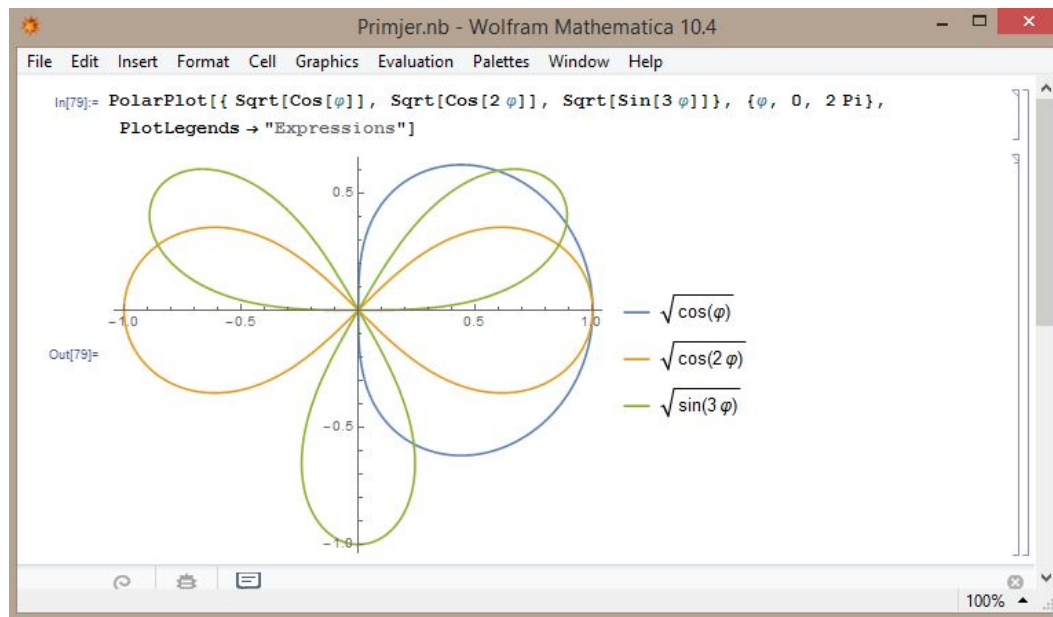 Primjer.nb - Wolfram Mathematica 10.4
File Edit Insert Format Cell Graphics Evaluation Palettes Window Help
In[79]:= PolarPlot[{ Sqrt[Cos[φ]], Sqrt[Cos[2 φ]], Sqrt[Sin[3 φ]]}, {φ, 0, 2 Pi},
PlotLegends → "Expressions"]
0.5
-1.0 -0.5 0.5 1.0
-0.5
-1.0
√cos(φ)
√cos(2 φ)
√sin(3 φ)
Out[79]=
100%